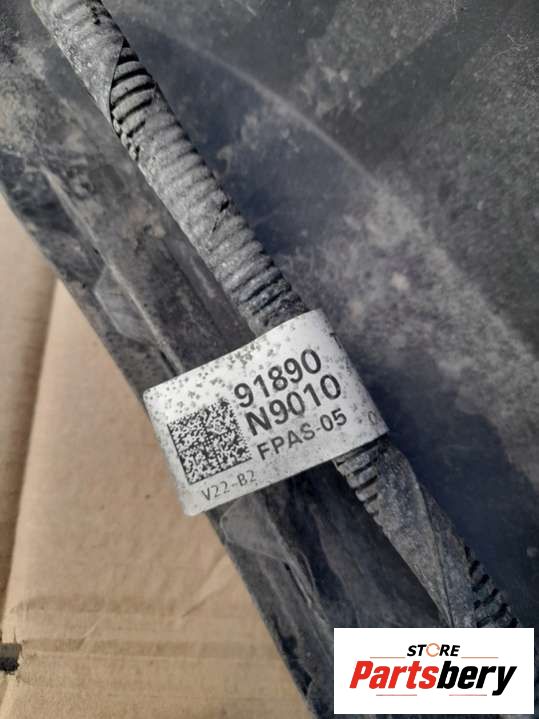 91890
N9010
FPAS-05
V22-B2
STORE
Partsbery